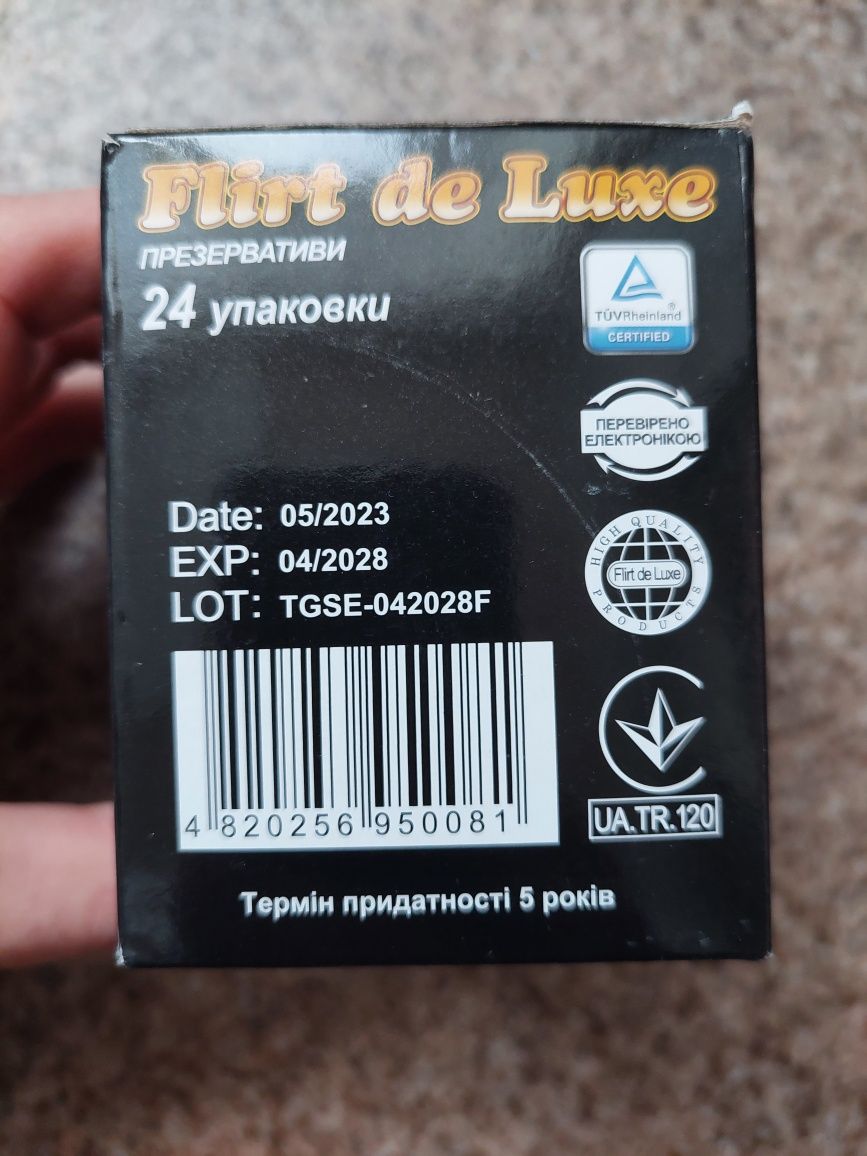 Flirt de Luxe
ПРЕЗЕРВАТИВИ
24 упаковки
TÜVRheinland®
CERTIFIED
ПЕРЕВІРЕНО
ЕЛЕКТРОНІКОЮ
Date: 05/2023
EXP: 04/2028
LOT: TGSE-042028F
HIGH QUALITY
Flirt de Luxe
PRODUCTS
4 820256 950081
UA.TR.120
Термін придатності 5 років